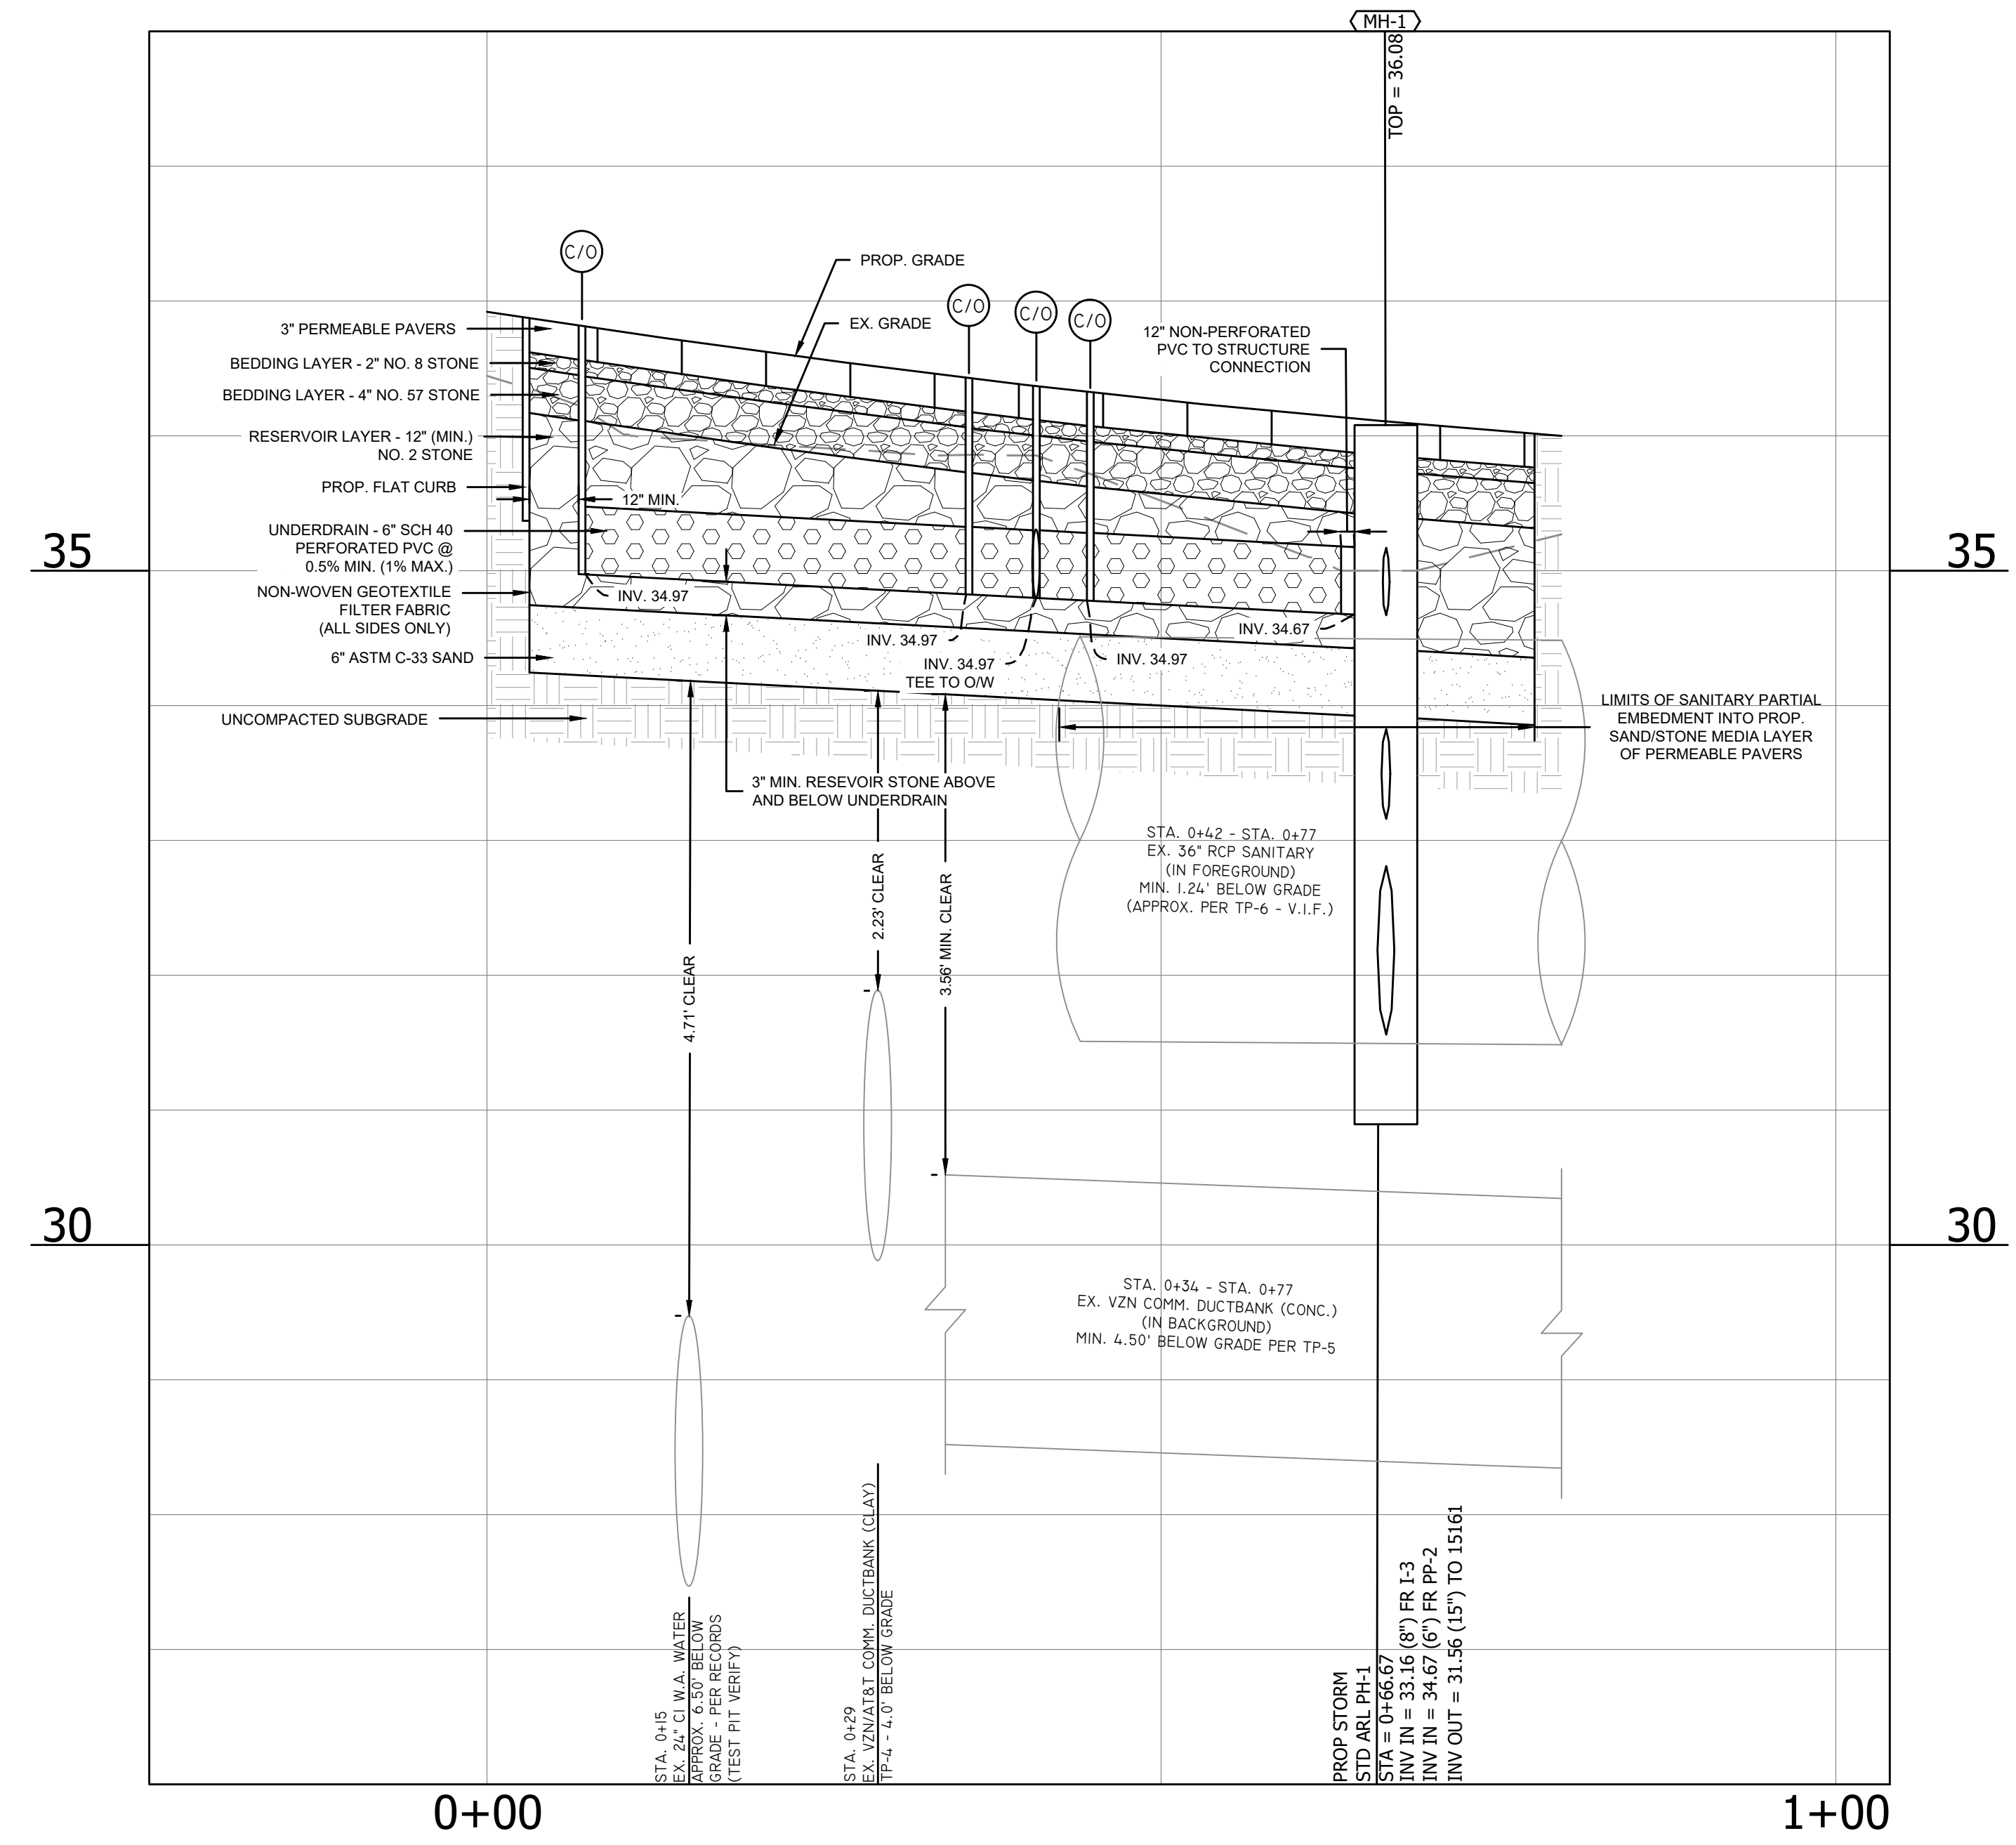 MH-1
TOP = 36.08
C/O
C/O
C/O
C/O
PROP. GRADE
EX. GRADE
12" NON-PERFORATED
PVC TO STRUCTURE
CONNECTION
3" PERMEABLE PAVERS
BEDDING LAYER - 2" NO. 8 STONE
BEDDING LAYER - 4" NO. 57 STONE
RESERVOIR LAYER - 12" (MIN.)
NO. 2 STONE
PROP. FLAT CURB
12" MIN.
UNDERDRAIN - 6" SCH 40
PERFORATED PVC @
0.5% MIN. (1% MAX.)
NON-WOVEN GEOTEXTILE
FILTER FABRIC
(ALL SIDES ONLY)
6" ASTM C-33 SAND
UNCOMPACTED SUBGRADE
35
35
INV. 34.97
INV. 34.97
INV. 34.97
TEE TO O/W
INV. 34.97
INV. 34.67
LIMITS OF SANITARY PARTIAL
EMBEDMENT INTO PROP.
SAND/STONE MEDIA LAYER
OF PERMEABLE PAVERS
3" MIN. RESEVOIR STONE ABOVE
AND BELOW UNDERDRAIN
4.71' CLEAR
2.23' CLEAR
3.56' MIN. CLEAR
STA. 0+42 - STA. 0+77
EX. 36" RCP SANITARY
(IN FOREGROUND)
MIN. 1.24' BELOW GRADE
(APPROX. PER TP-6 - V.I.F.)
30
30
STA. 0+34 - STA. 0+77
EX. VZN COMM. DUCTBANK (CONC.)
(IN BACKGROUND)
MIN. 4.50' BELOW GRADE PER TP-5
STA. 0+15
EX. 24" CI W.A. WATER
APPROX. 6.50' BELOW
GRADE - PER RECORDS
(TEST PIT VERIFY)
STA. 0+29
EX. VZN/AT&T COMM. DUCTBANK (CLAY)
TP-4 - 4.0' BELOW GRADE
PROP STORM
STD ARL PH-1
STA = 0+66.67
INV IN = 33.16 (8") FR I-3
INV IN = 34.67 (6") FR PP-2
INV OUT = 31.56 (15") TO 15161
0+00
1+00